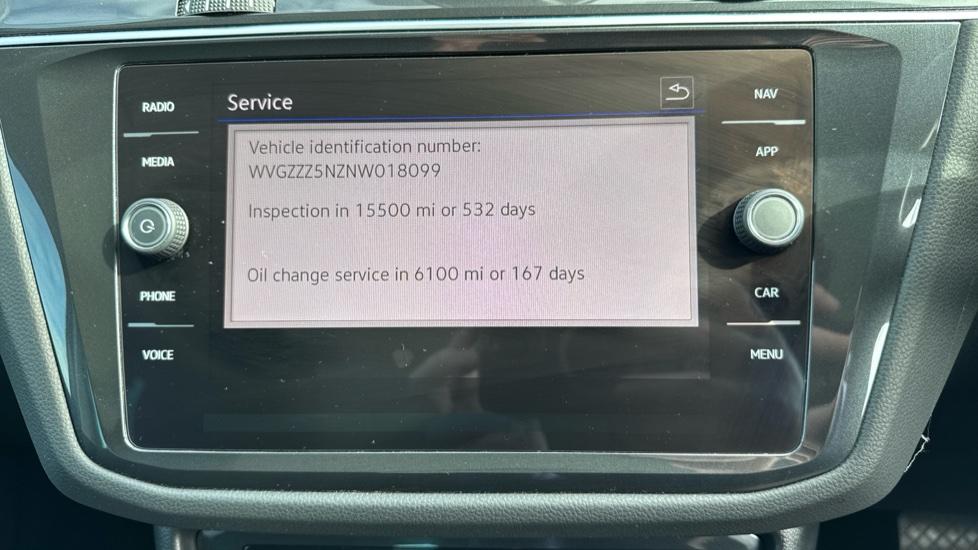 Service
Vehicle identification number:
WVGZZZ5NZNW018099
Inspection in 15500 mi or 532 days
Oil change service in 6100 mi or 167 days
RADIO
MEDIA
PHONE
VOICE
NAV
APP
CAR
MENU